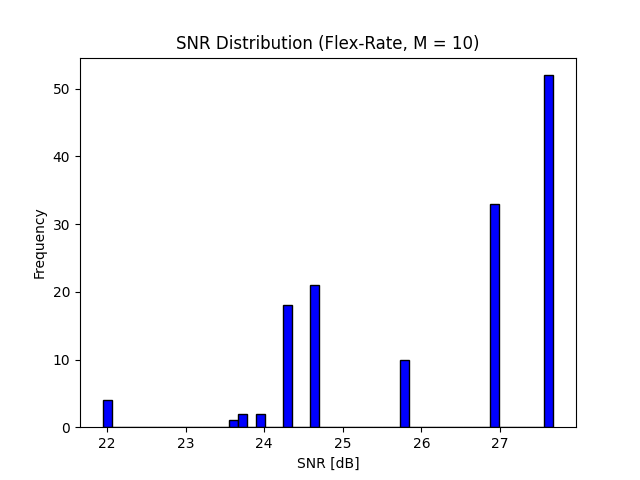 SNR Distribution (Flex-Rate, M = 10)
50
40
30
20
10
0
Frequency
22 23 24 25 26 27
SNR [dB]